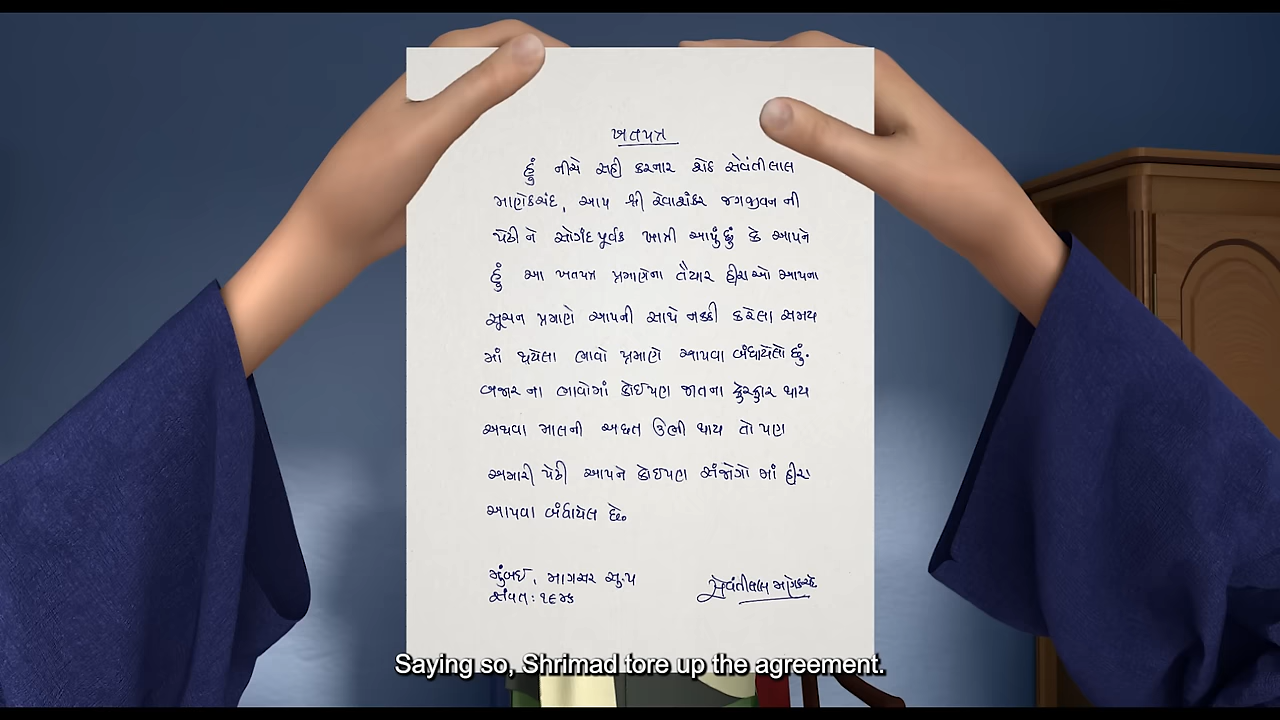 ખતપત્ર
હું નીચે સહી કરનાર શેઠ સેવંતીલાલ
માણેકચંદ, આપ શ્રી રેવાશંકર જગજીવન ની
પેઢી ને સોગંદપૂર્વક ખાત્રી આપું છું કે આપને
હું આ ખતપત્ર પ્રમાણેના તૈયાર હીરાઓ આપના
સૂચન પ્રમાણે આપની સાથે નક્કી કરેલા સમય
માં થયેલા ભાવો પ્રમાણે આપવા બંધાયેલો છું.
બજાર ના ભાવોમાં કોઈપણ જાતના ફેરફાર થાય
અથવા માલની અછત ઉભી થાય તો પણ
અમારી પેઢી આપને કોઈપણ સંજોગો માં હીરા
આપવા બંધાયેલ છે.
મુંબઈ, માગસર સુ.પ
સંવત: ૧૯૪૬ સેવંતીલાલ માણેકચંદ
Saying so, Shrimad tore up the agreement.